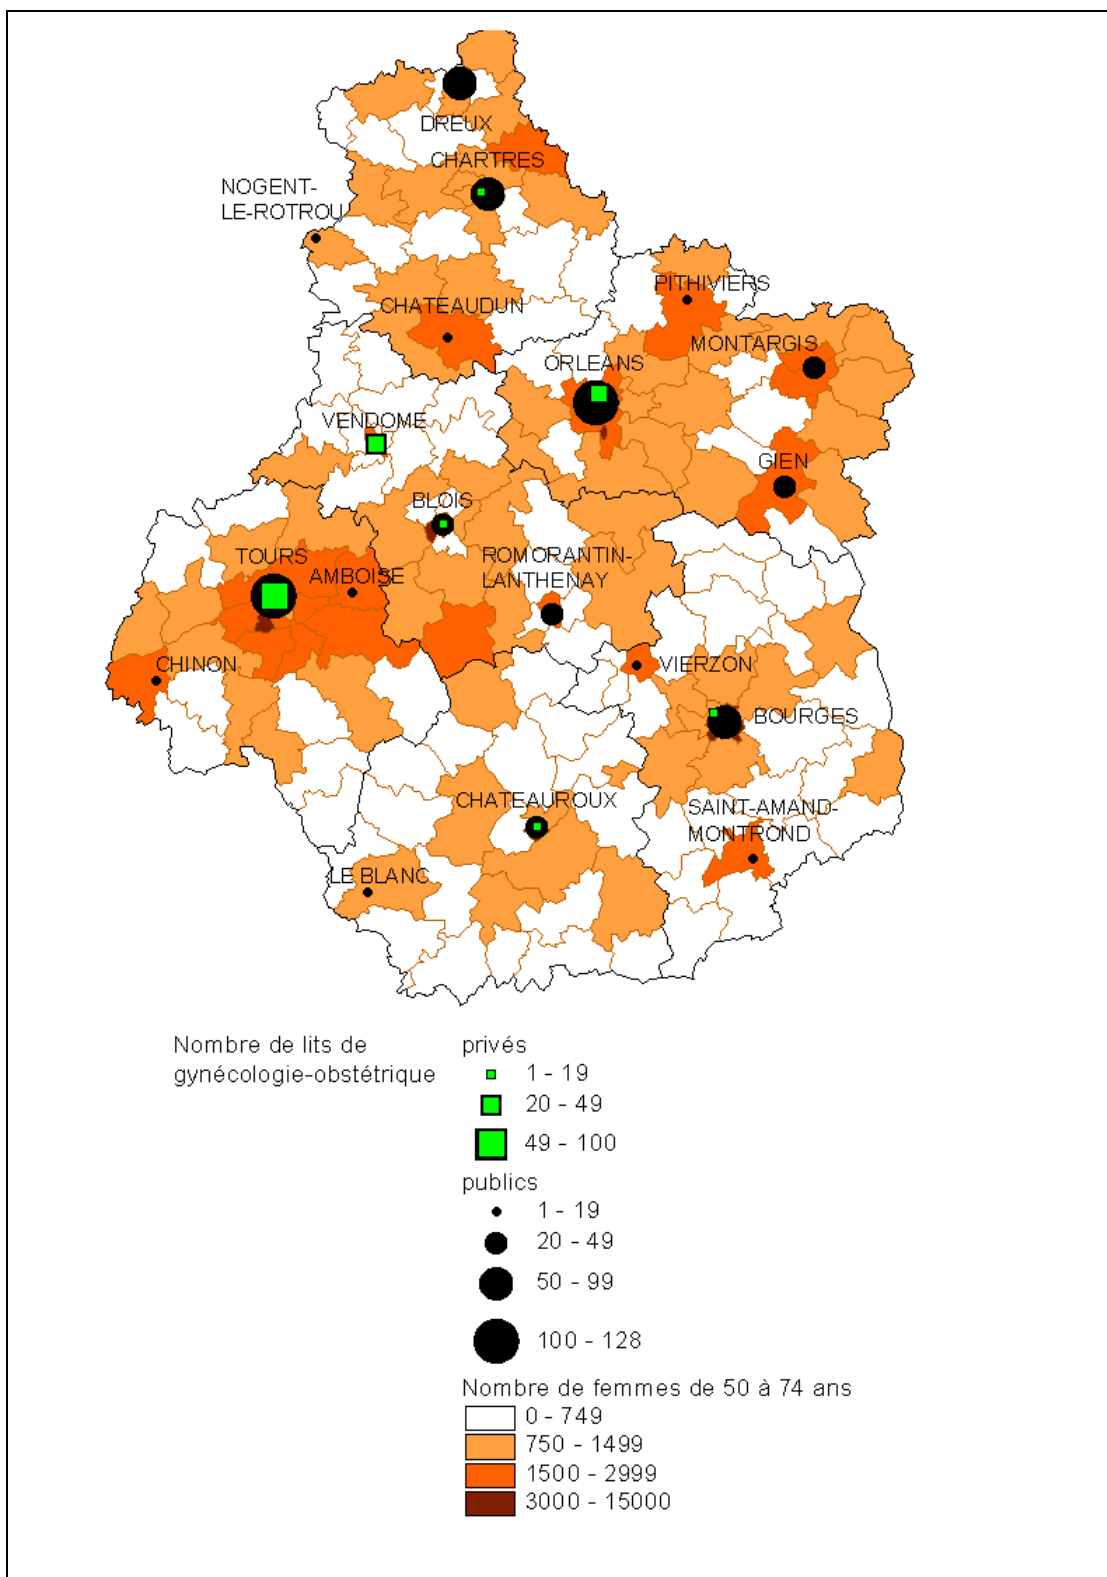 DREUX
CHARTRES
NOGENT-
LE-ROTROU
PITHIVIERS
CHATEAUDUN
MONTARGIS
ORLEANS
VENDOME
GIEN
BLOIS
ROMORANTIN-
LANTHENAY
TOURS
AMBOISE
CHINON
VIERZON
BOURGES
CHATEAUROUX
SAINT-AMAND-
MONTROND
LE BLANC
Nombre de lits de
gynécologie-obstétrique
privés
1 - 19
20 - 49
49 - 100
publics
1 - 19
20 - 49
50 - 99
100 - 128
Nombre de femmes de 50 à 74 ans
0 - 749
750 - 1499
1500 - 2999
3000 - 15000